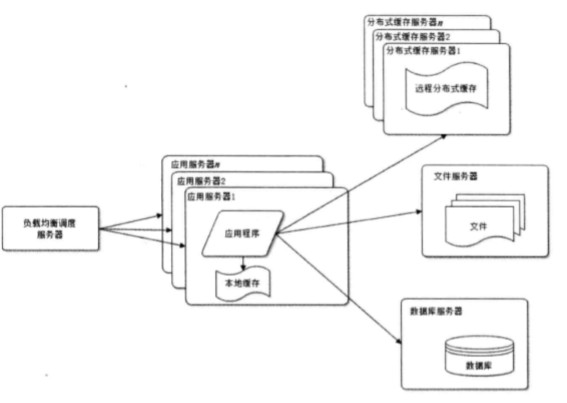 分布式缓存服务器n
分布式缓存服务器2
分布式缓存服务器1
远程分布式缓存
应用服务器n
应用服务器2
应用服务器1
应用程序
本地缓存
负载均衡调度
服务器
文件服务器
文件
数据库服务器
数据库